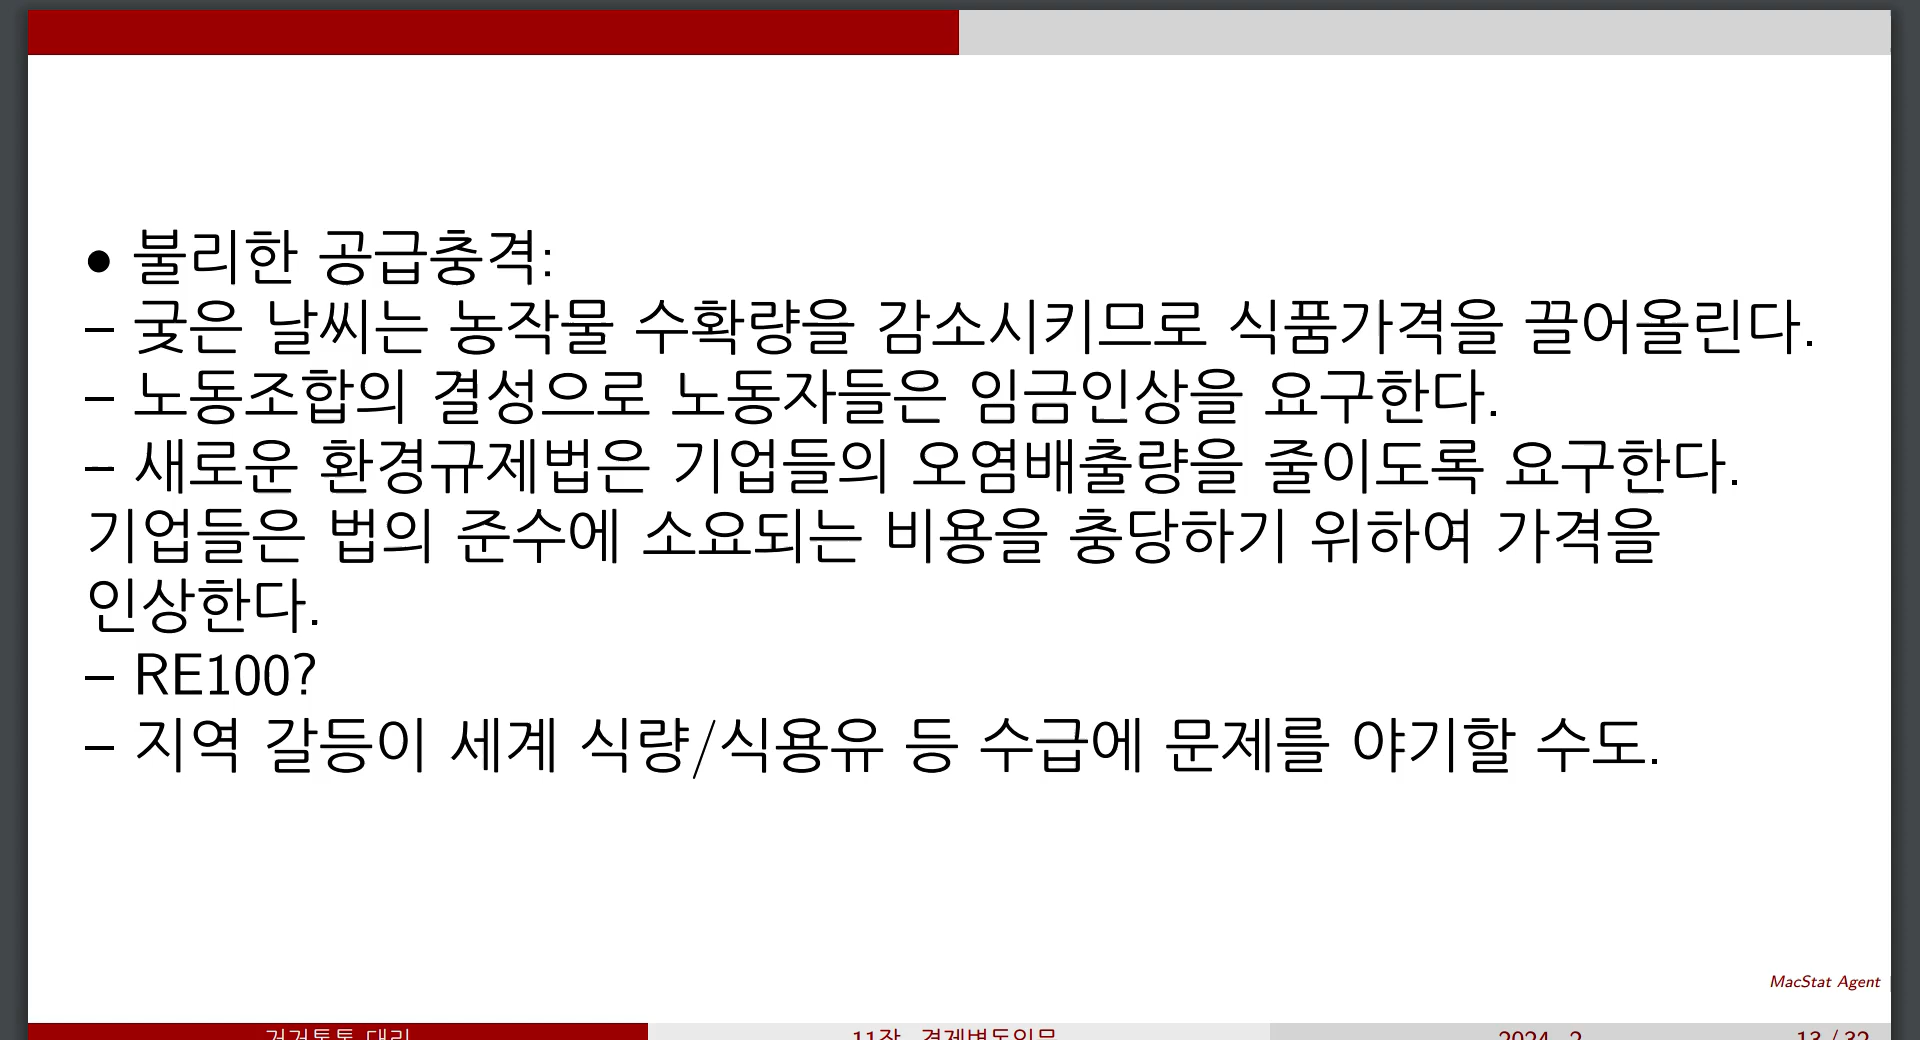 • 불리한 공급충격:
– 궂은 날씨는 농작물 수확량을 감소시키므로 식품가격을 끌어올린다.
– 노동조합의 결성으로 노동자들은 임금인상을 요구한다.
– 새로운 환경규제법은 기업들의 오염배출량을 줄이도록 요구한다.
기업들은 법의 준수에 소요되는 비용을 충당하기 위하여 가격을
인상한다.
– RE100?
– 지역 갈등이 세계 식량/식용유 등 수급에 문제를 야기할 수도.
MacStat Agent
11장. 경제변동입문 2024. 2 13 / 32